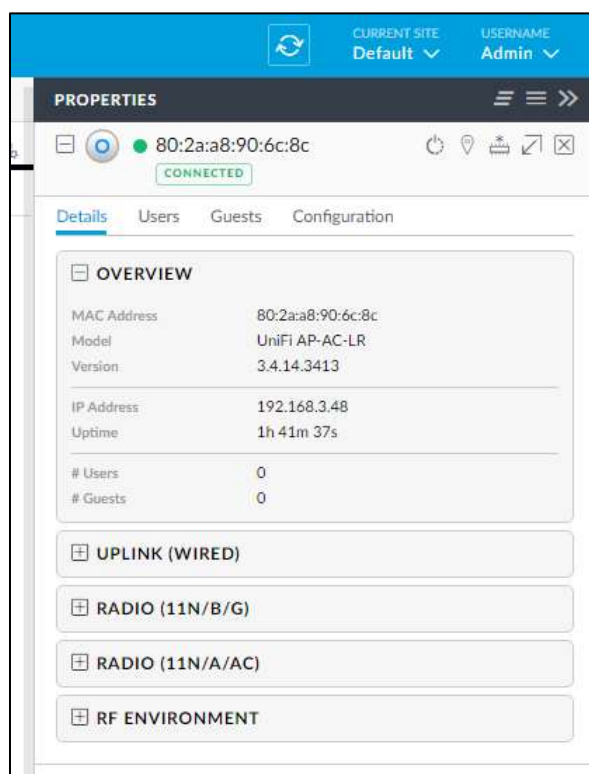 CURRENT SITE USERNAME
Default Admin
PROPERTIES
80:2a:a8:90:6c:8c
CONNECTED
Details Users Guests Configuration
OVERVIEW
MAC Address 80:2a:a8:90:6c:8c
Model UniFi AP-AC-LR
Version 3.4.14.3413
IP Address 192.168.3.48
Uptime 1h 41m 37s
# Users 0
# Guests 0
UPLINK (WIRED)
RADIO (11N/B/G)
RADIO (11N/A/AC)
RF ENVIRONMENT